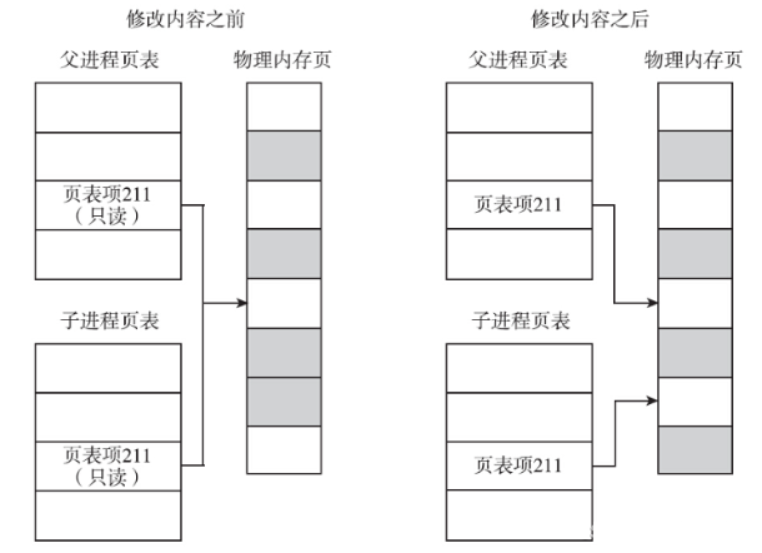 修改内容之前
修改内容之后
父进程页表
物理内存页
父进程页表
物理内存页
页表项211
（只读）
页表项211
子进程页表
子进程页表
页表项211
（只读）
页表项211